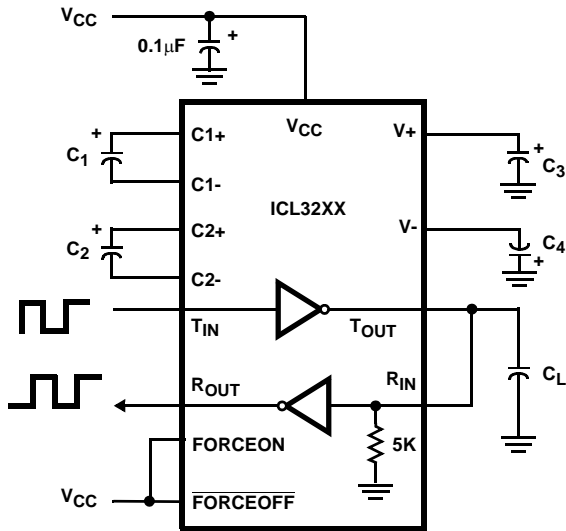 VCC
0.1μF
+
C1
+
C1+
VCC
V+
+
C3
C1-
ICL32XX
C2
+
C2+
V-
C4
+
C2-
TIN
TOUT
ROUT
RIN
CL
FORCEON
5K
VCC
FORCEOFF